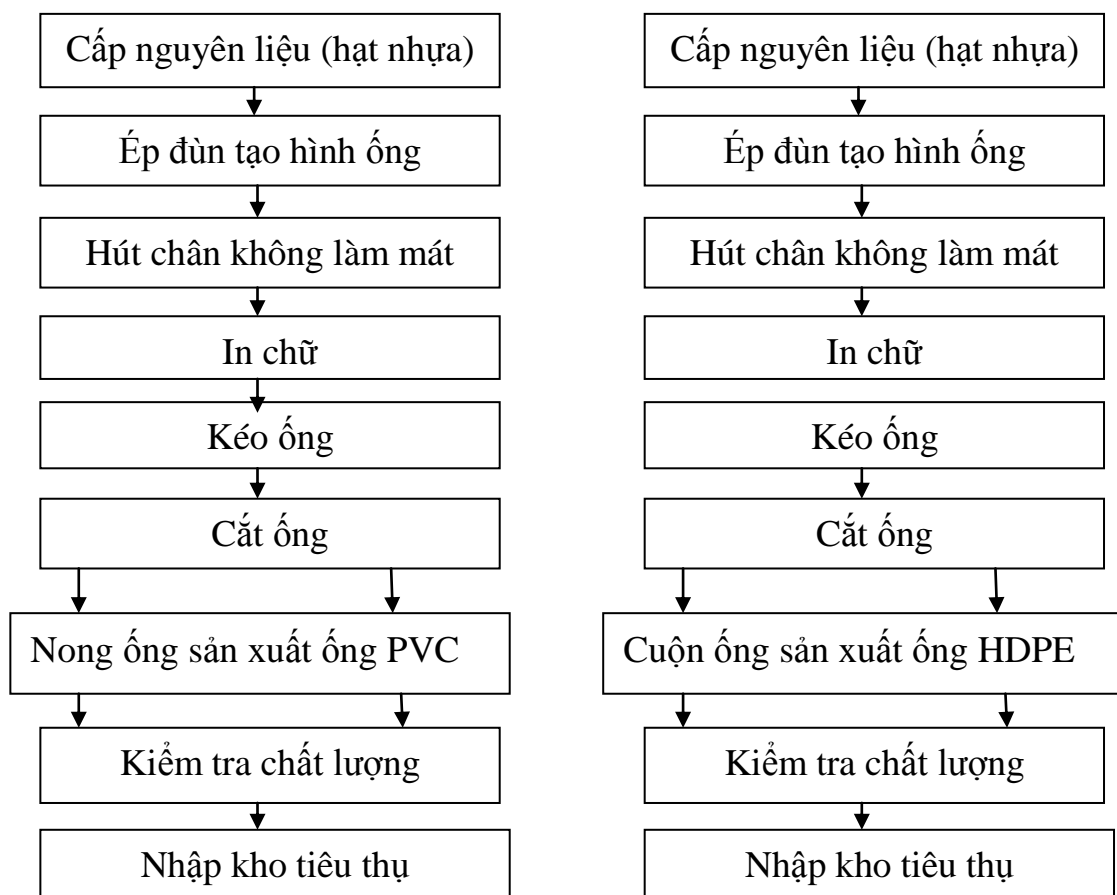 Cấp nguyên liệu (hạt nhựa)
Ép đùn tạo hình ống
Hút chân không làm mát
In chữ
Kéo ống
Cắt ống
Nong ống sản xuất ống PVC
Kiểm tra chất lượng
Nhập kho tiêu thụ
Cấp nguyên liệu (hạt nhựa)
Ép đùn tạo hình ống
Hút chân không làm mát
In chữ
Kéo ống
Cắt ống
Cuộn ống sản xuất ống HDPE
Kiểm tra chất lượng
Nhập kho tiêu thụ